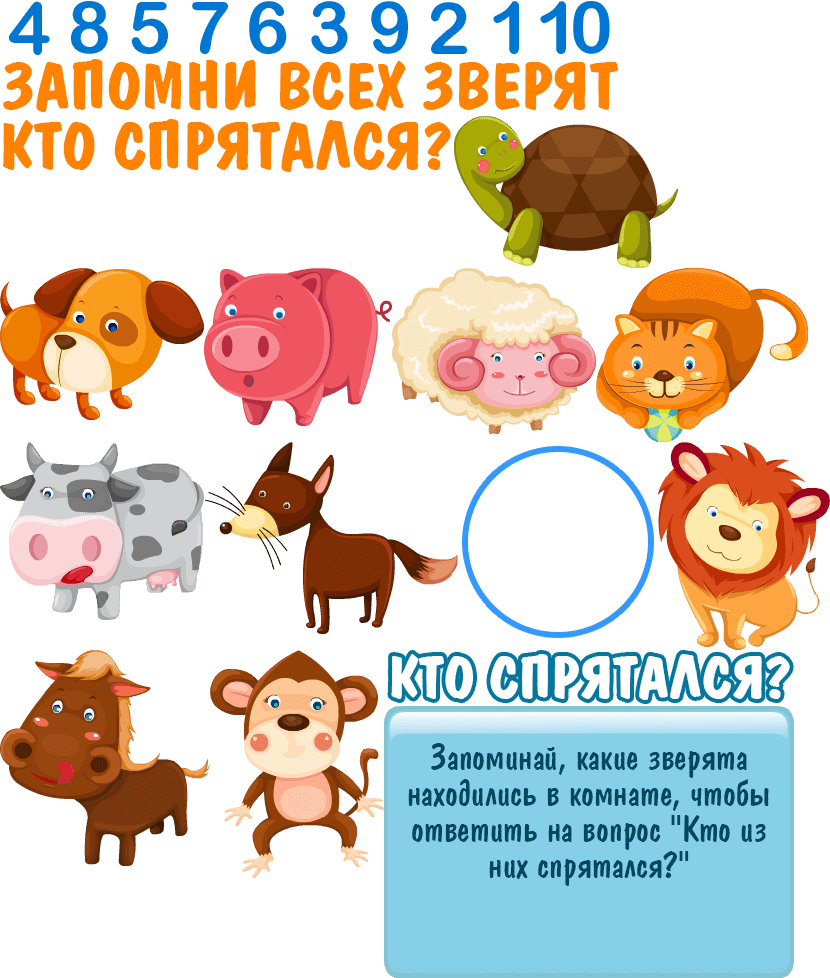 4 8 5 7 6 3 9 2 1 10
ЗАПОМНИ ВСЕХ ЗВЕРЯТ
КТО СПРЯТАЛСЯ?
КТО СПРЯТАЛСЯ?
Запоминай, какие зверята
находились в комнате, чтобы
ответить на вопрос "Кто из
них спрятался?"